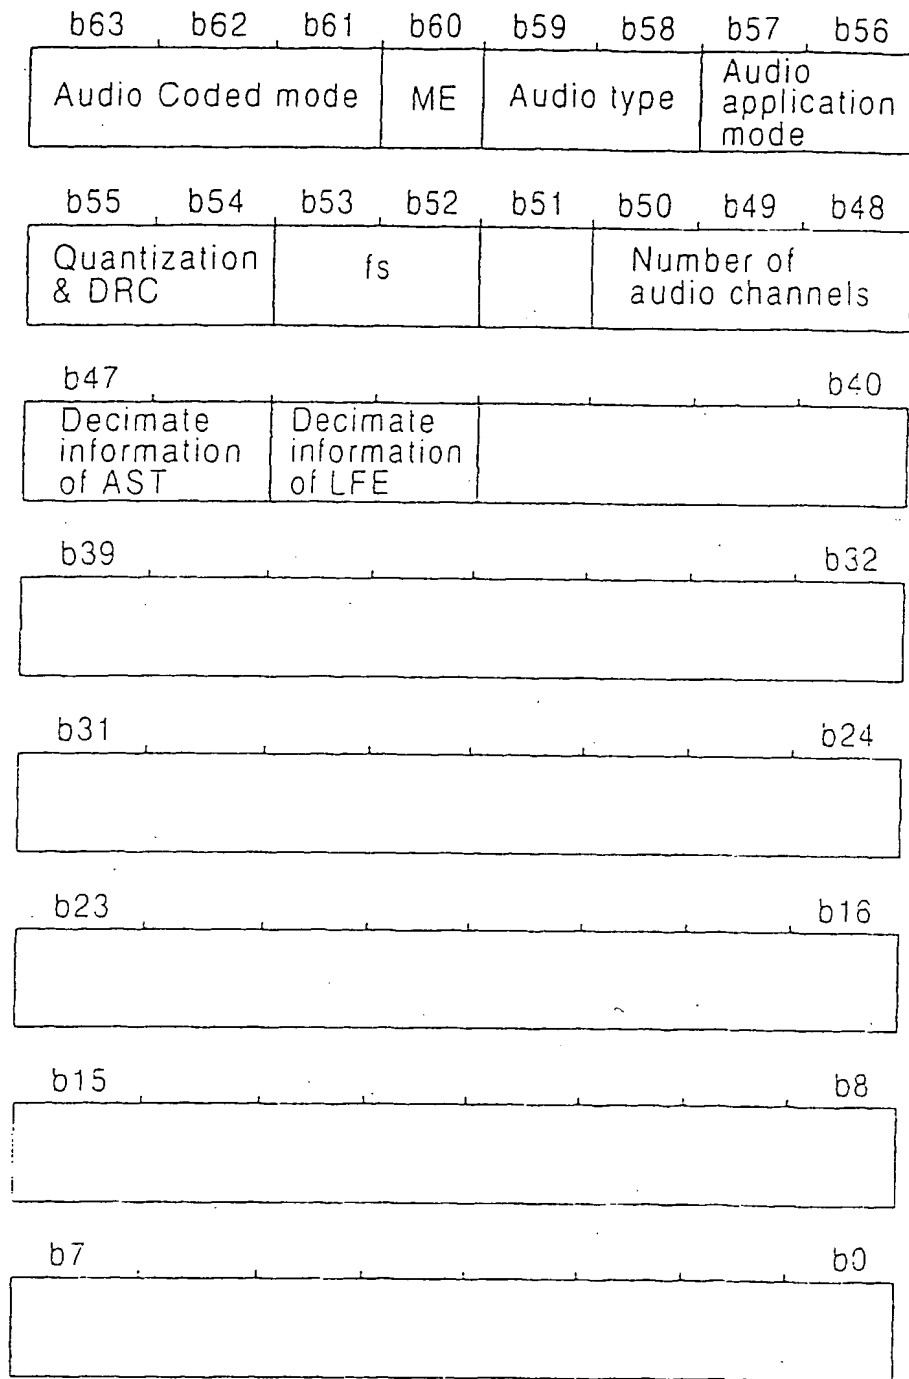 b63 b62 b61 b60 b59 b58 b57 b56
Audio Coded mode ME Audio type Audio
application
mode
b55 b54 b53 b52 b51 b50 b49 b48
Quantization fs Number of
& DRC audio channels
b47 b40
Decimate Decimate
information information
of AST of LFE
b39 b32
b31 b24
b23 b16
b15 b8
b7 b0